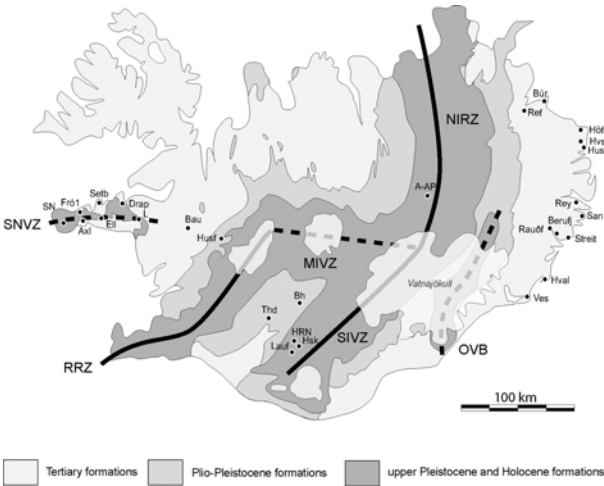 NIRZ
Búr
Ref
Höf
Hvs
Hus
A-AP
Setb
Drap
Fró1
SN
L
SNVZ
Axl
Ell
Bau
Husf
Rey
San
Rauðf
Beruf
Streit
MIVZ
Vatnajökull
Hval
Ves
Bh
Thd
HRN
Hsk
Lauf
SIVZ
OVB
RRZ
100 km
Tertiary formations
Plio-Pleistocene formations
upper Pleistocene and Holocene formations